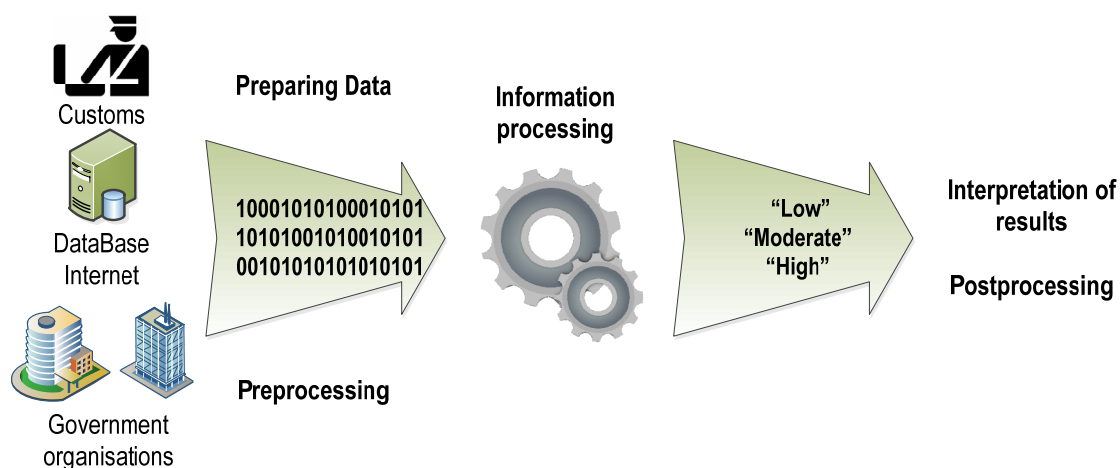 Customs
DataBase
Internet
Government
organisations
Preparing Data
10001010100010101
10101001010010101
00101010101010101
Preprocessing
Information
processing
“Low”
“Moderate”
“High”
Interpretation of
results
Postprocessing